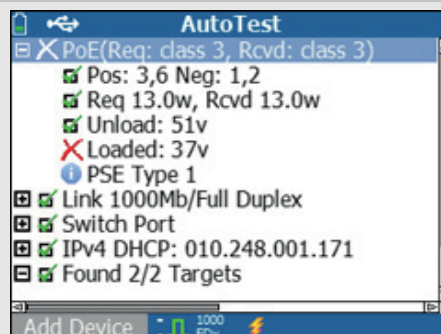 AutoTest
PoE(Req: class 3, Rcvd: class 3)
Pos: 3,6 Neg: 1,2
Req 13.0w, Rcvd 13.0w
Unload: 51v
Loaded: 37v
PSE Type 1
Link 1000Mb/Full Duplex
Switch Port
IPv4 DHCP: 010.248.001.171
Found 2/2 Targets
Add Device
1000
FDx